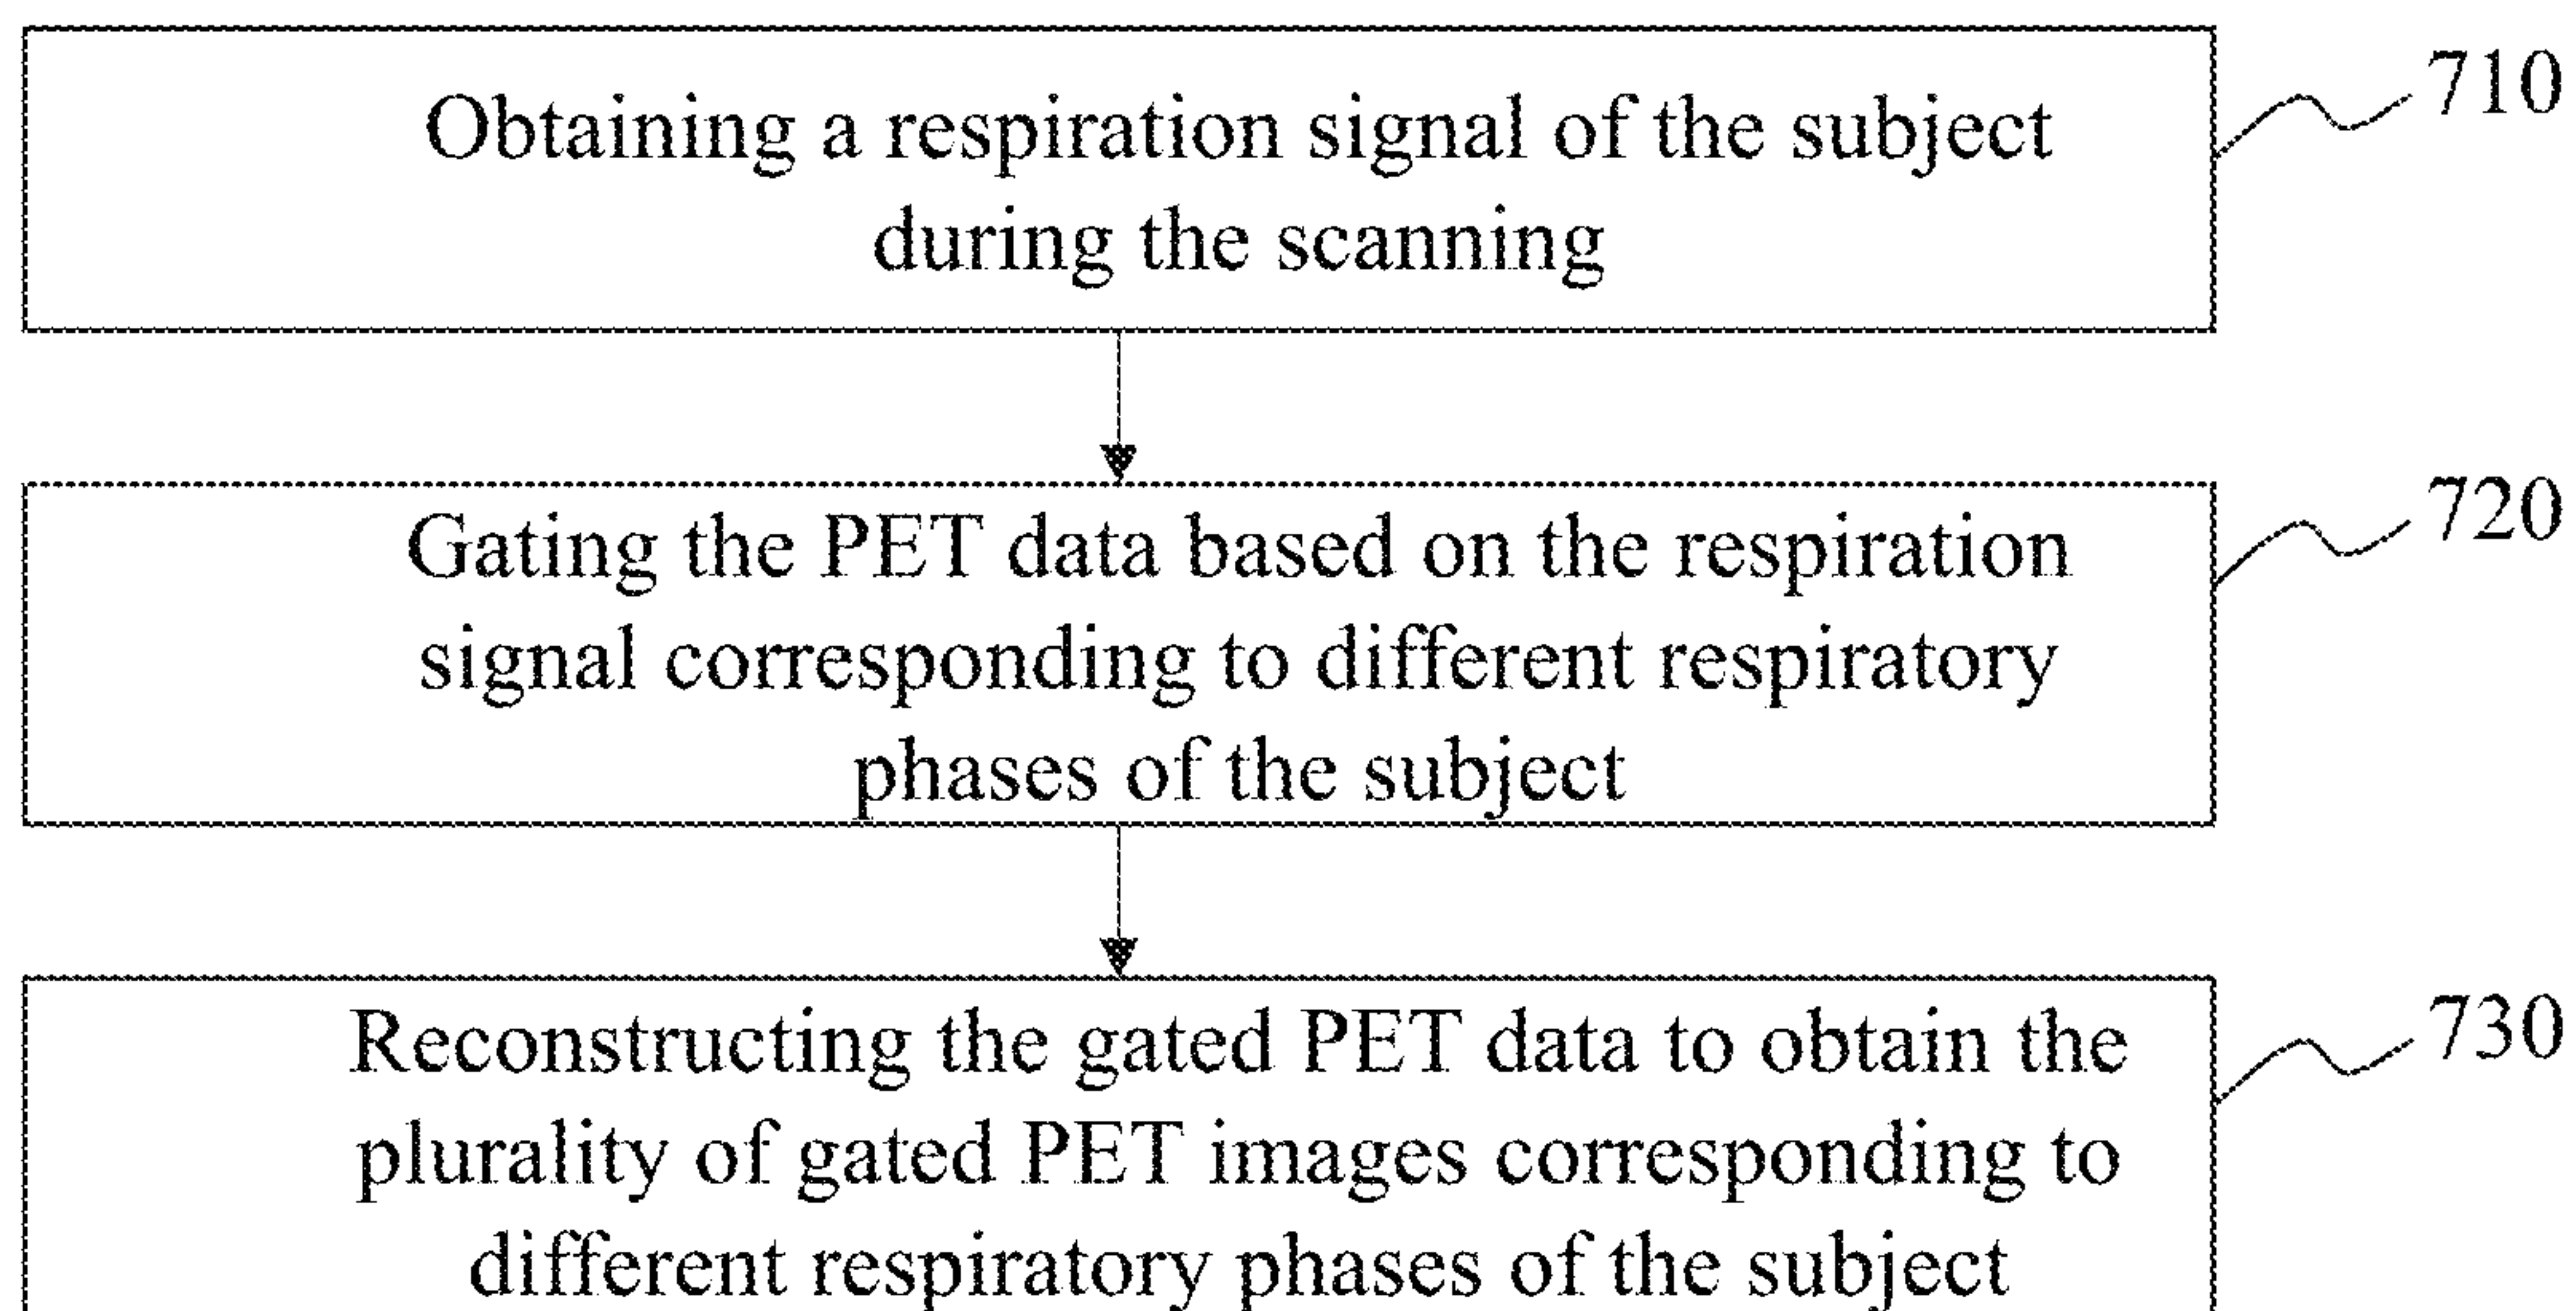 Obtaining a respiration signal of the subject
during the scanning
710
Gating the PET data based on the respiration
signal corresponding to different respiratory
phases of the subject
720
Reconstructing the gated PET data to obtain the
plurality of gated PET images corresponding to
different respiratory phases of the subject
730